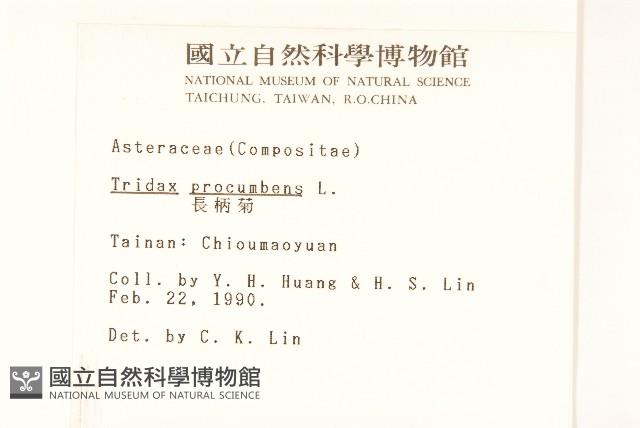 國立自然科學博物館
NATIONAL MUSEUM OF NATURAL SCIENCE
TAICHUNG, TAIWAN, R.O.CHINA
Asteraceae(Compositae)
Tridax procumbens L.
長柄菊
Tainan: Chioumaoyuan
Coll. by Y. H. Huang & H. S. Lin
Feb. 22, 1990.
Det. by C. K. Lin
國立自然科學博物館
NATIONAL MUSEUM OF NATURAL SCIENCE